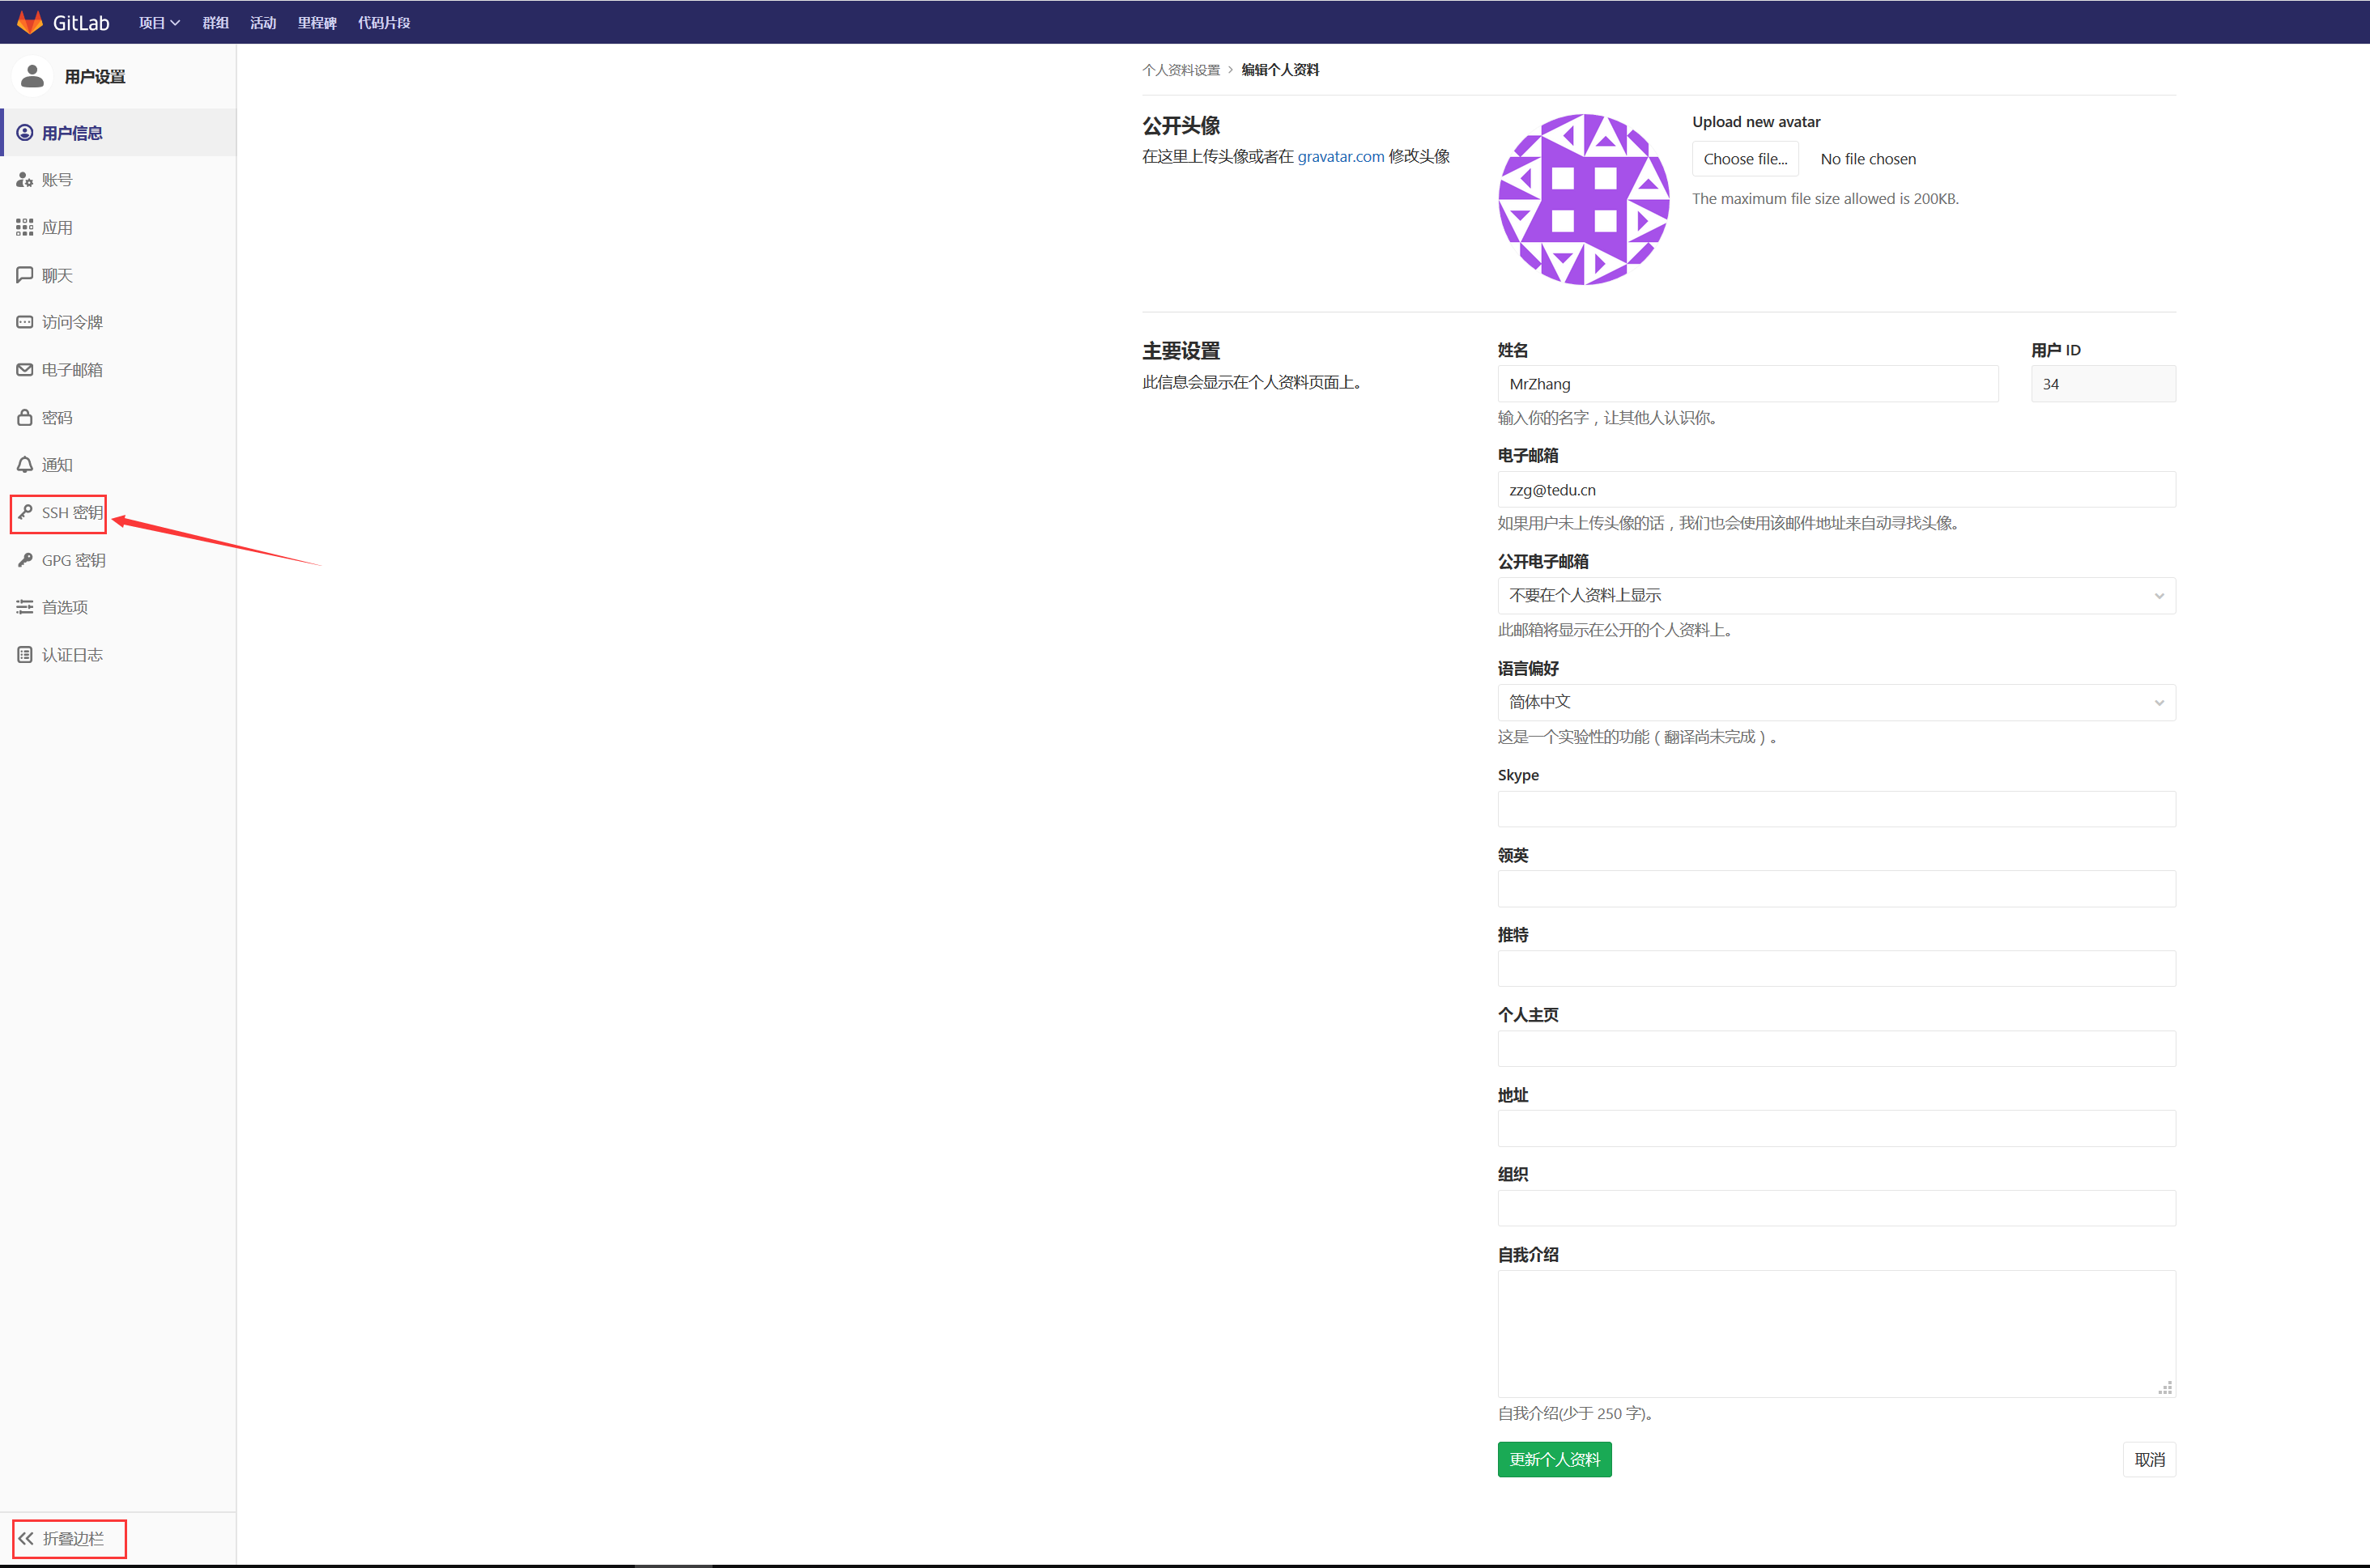 GitLab 项目 群组 活动 里程碑 代码片段
用户设置
用户信息
账号
应用
聊天
访问令牌
电子邮箱
密码
通知
SSH 密钥
GPG 密钥
首选项
认证日志
折叠边栏
个人资料设置 › 编辑个人资料
公开头像
在这里上传头像或者在 gravatar.com 修改头像
Upload new avatar
Choose file... No file chosen
The maximum file size allowed is 200KB.
主要设置
此信息会显示在个人资料页面上。
姓名
MrZhang
输入你的名字，让其他人认识你。
用户 ID
34
电子邮箱
zzg@tedu.cn
如果用户未上传头像的话，我们也会使用该邮件地址来自动寻找头像。
公开电子邮箱
不要在个人资料上显示
此邮箱将显示在公开的个人资料上。
语言偏好
简体中文
这是一个实验性的功能（翻译尚未完成）。
Skype
领英
推特
个人主页
地址
组织
自我介绍
自我介绍(少于 250 字)。
更新个人资料 取消